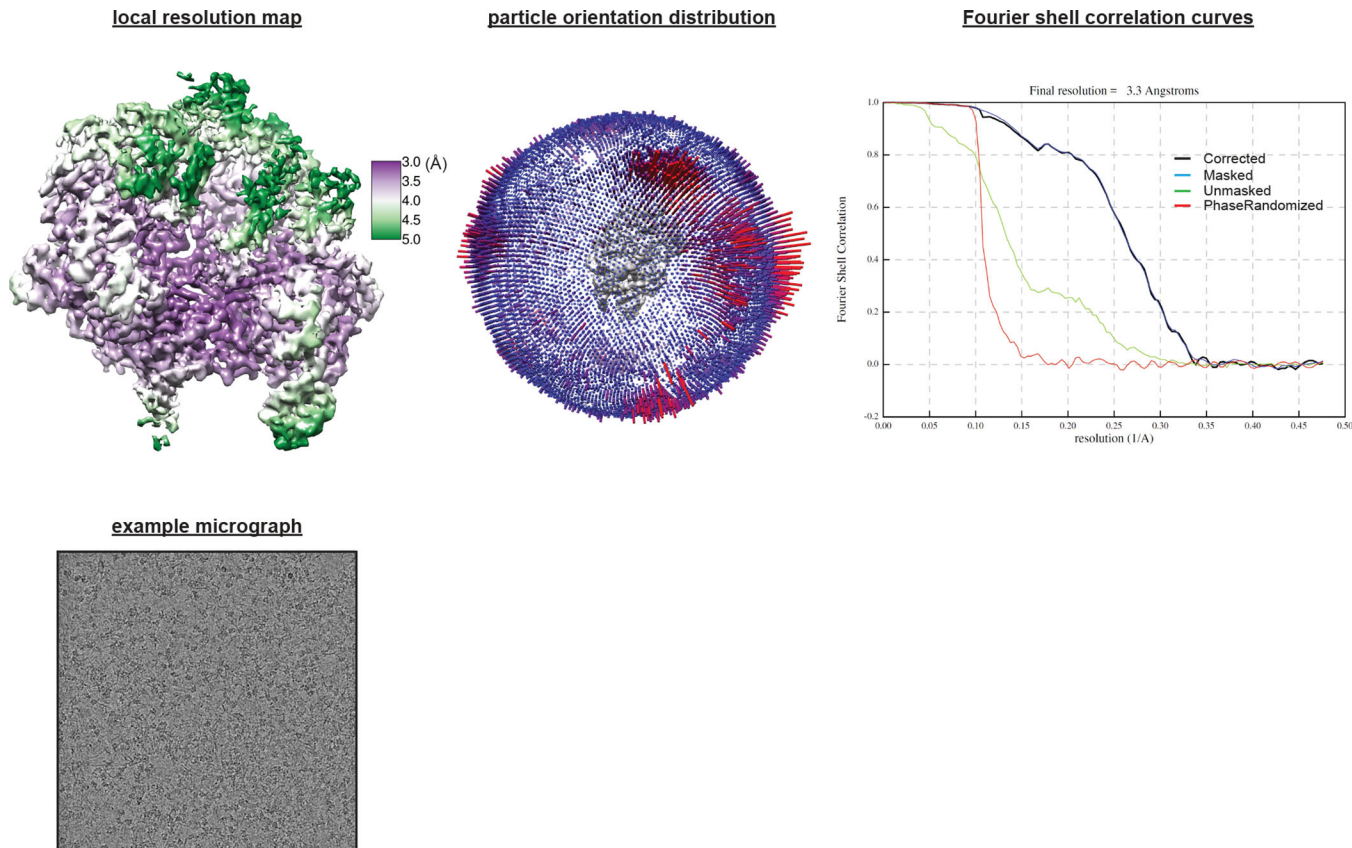 local resolution map
particle orientation distribution
Fourier shell correlation curves
3.0 (Å)
3.5
4.0
4.5
5.0
Final resolution = 3.3 Angstroms
1.0
0.8
0.6
0.4
0.2
0.0
-0.2
Fourier Shell Correlation
Corrected
Masked
Unmasked
PhaseRandomized
0.00 0.05 0.10 0.15 0.20 0.25 0.30 0.35 0.40 0.45 0.50
resolution (1/A)
example micrograph